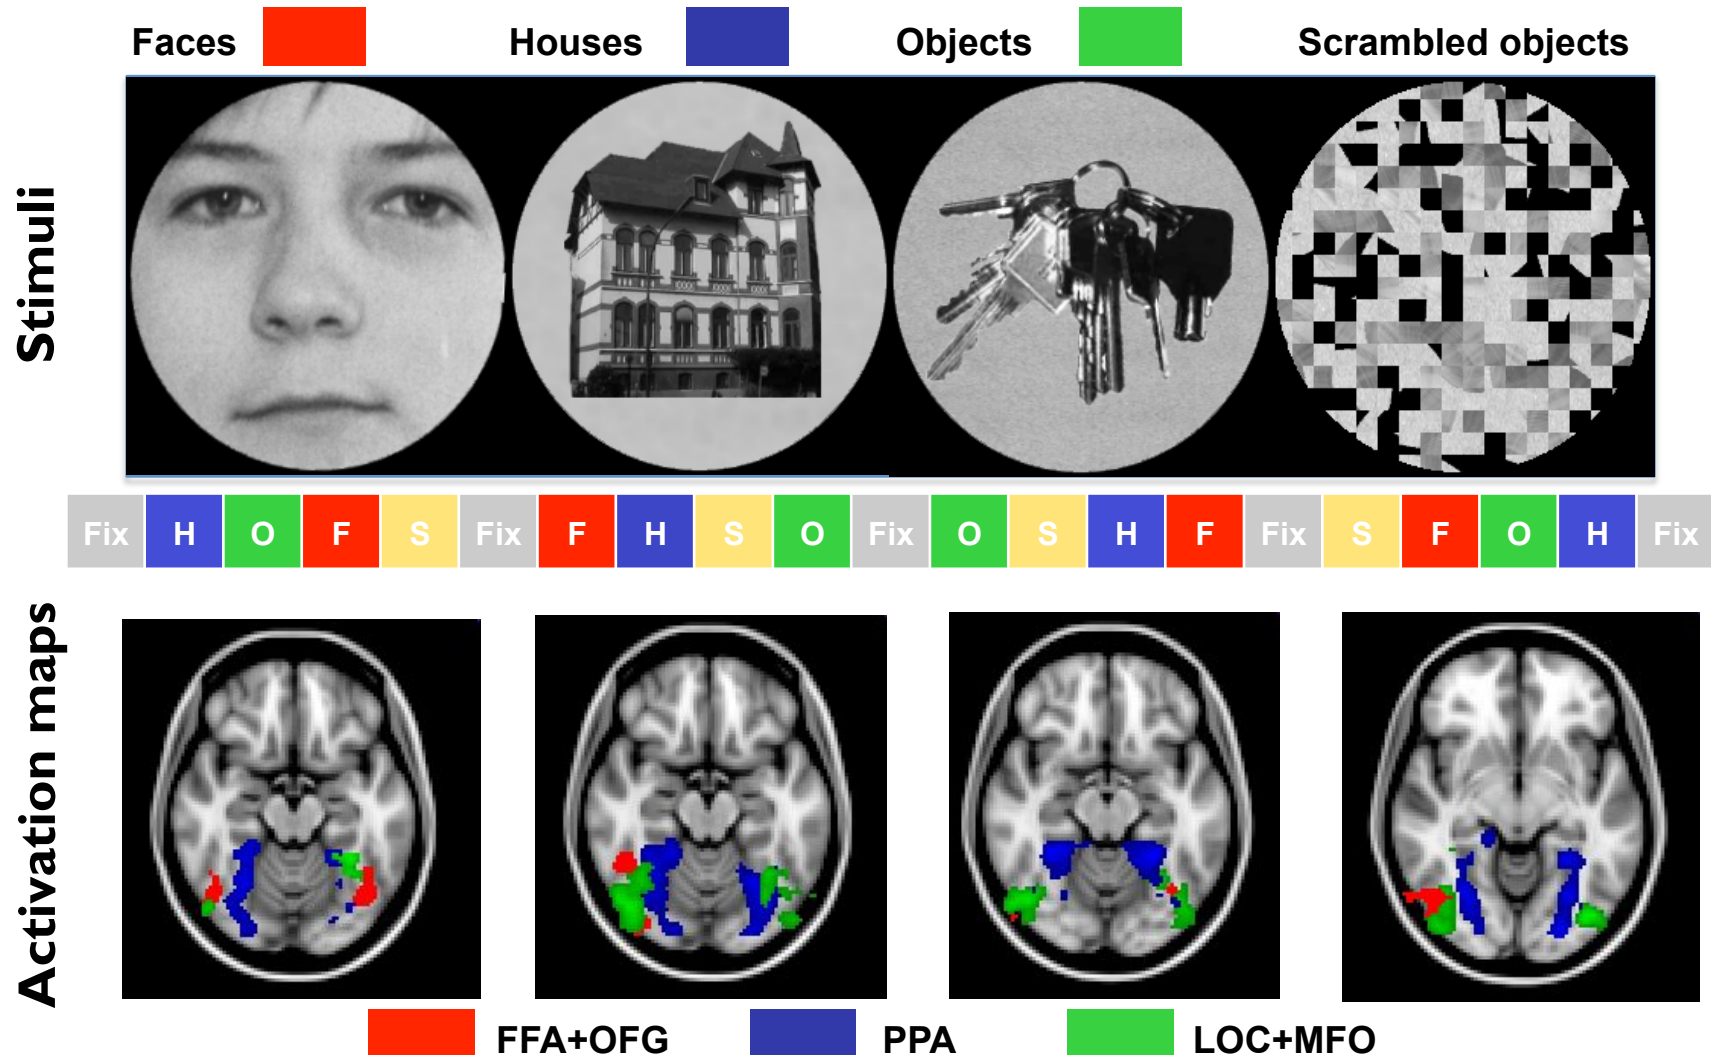 Faces Houses Objects Scrambled objects
Stimuli
Fix H O F S Fix F H S O Fix O S H F Fix S F O H Fix
Activation maps
FFA+OFG PPA LOC+MFO